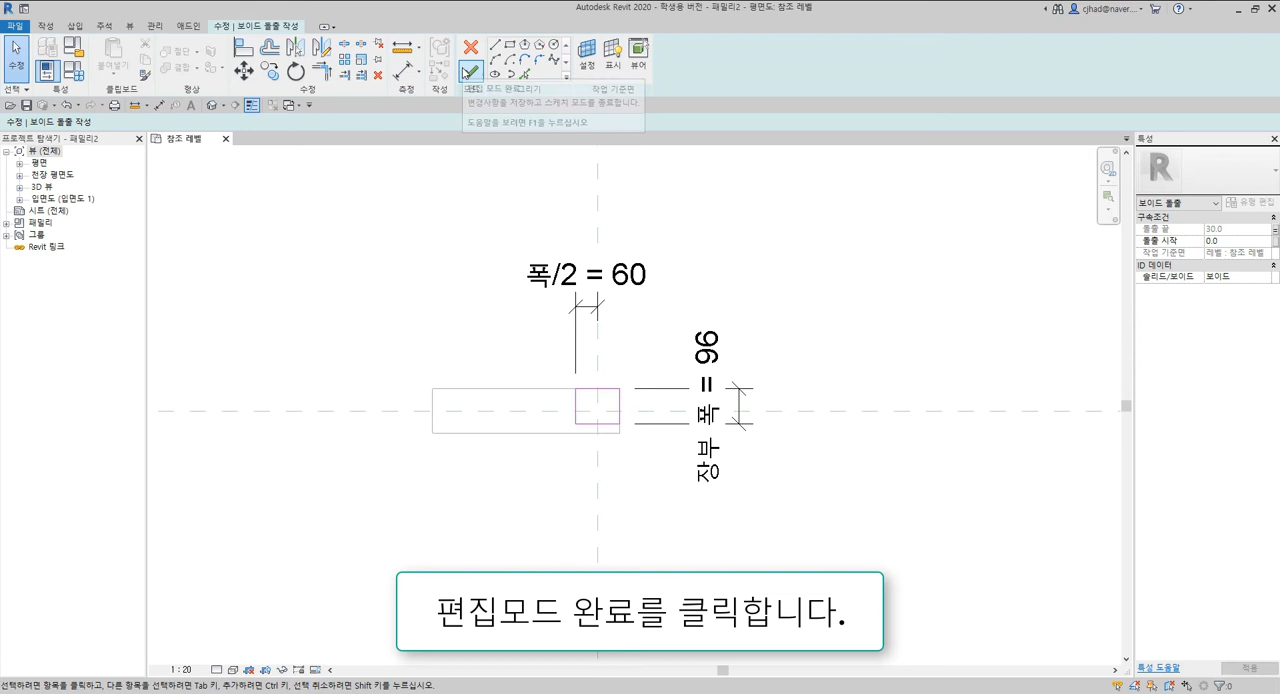 Autodesk Revit 2020 - 학생용 버전 - 패밀리2 - 평면도: 참조 레벨
cjhad@naver....
파일 작성 삽입 주석 뷰 관리 애드인 수정 | 보이드 돌출 작성
수정
절단
결합
붙여넣기
설정 표시 뷰어
선택 특성 클립보드 형상 수정 측정 작성 작업 기준면
편집 모드 완료
변경사항을 저장하고 스케치 모드를 종료합니다.
도움말을 보려면 F1을 누르십시오
수정 | 보이드 돌출 작성
프로젝트 탐색기 - 패밀리2
뷰 (전체)
평면
천장 평면도
3D 뷰
입면도 (입면도 1)
시트 (전체)
패밀리
그룹
Revit 링크
참조 레벨
폭/2 = 60
장부 폭 = 96
편집모드 완료를 클릭합니다.
특성
R
보이드 돌출 유형 편집
구속조건
돌출 끝 30.0
돌출 시작 0.0
작업 기준면 레벨 : 참조 레벨
ID 데이터
솔리드/보이드 보이드
특성 도움말 적용
1 : 20
선택하려면 항목을 클릭하고, 다른 항목을 선택하려면 Tab 키, 추가하려면 Ctrl 키, 선택 취소하려면 Shift 키를 누르십시오.
:0